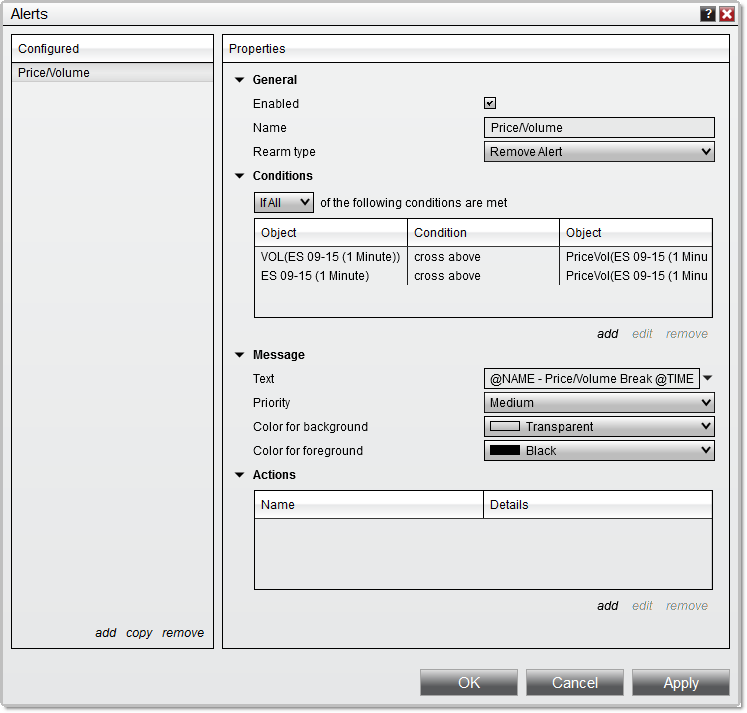 Alerts
?
Configured
Price/Volume
add copy remove
Properties
General
Enabled
Name Price/Volume
Rearm type Remove Alert
Conditions
If All of the following conditions are met
Object Condition Object
VOL(ES 09-15 (1 Minute)) cross above PriceVol(ES 09-15 (1 Minu
ES 09-15 (1 Minute) cross above PriceVol(ES 09-15 (1 Minu
add edit remove
Message
Text @NAME - Price/Volume Break @TIME
Priority Medium
Color for background Transparent
Color for foreground Black
Actions
Name Details
add edit remove
OK Cancel Apply